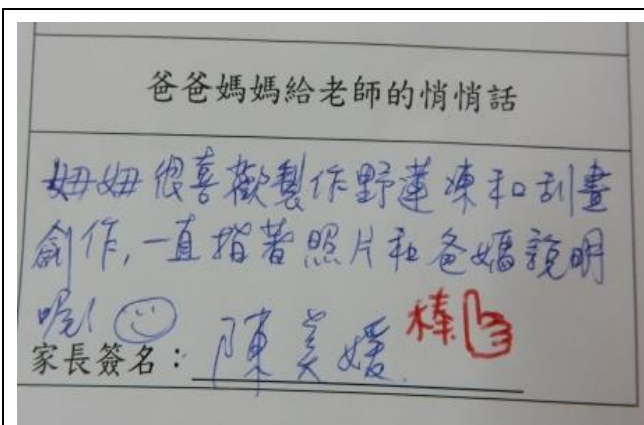 爸爸媽媽給老師的悄悄話
妞妞很喜歡製作野蓮凍和刮畫
創作,一直指著照片和爸媽說明
呢!
棒
家長簽名:陳美媛